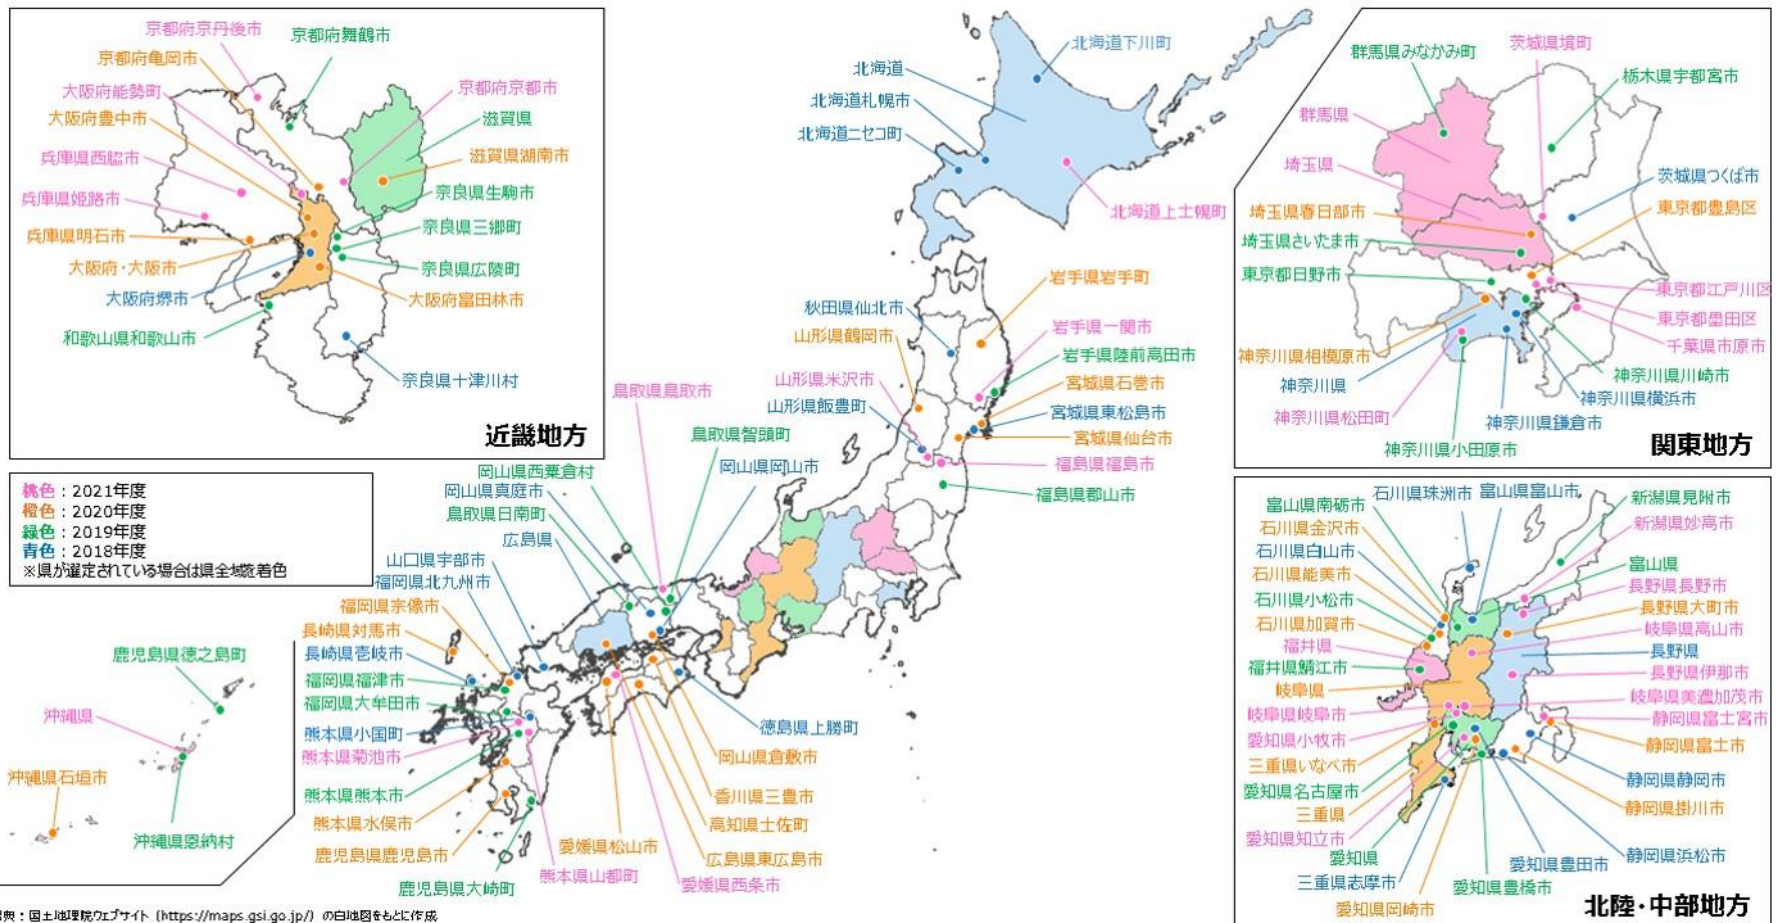 京都府京丹後市
京都府舞鶴市
京都府亀岡市
大阪府能勢町
京都府京都市
大阪府豊中市
滋賀県
兵庫県西脇市
滋賀県湖南市
兵庫県姫路市
奈良県生駒市
兵庫県明石市
奈良県三郷町
大阪府・大阪市
奈良県広陵町
大阪府堺市
大阪府富田林市
和歌山県和歌山市
奈良県十津川村
近畿地方
桃色：2021年度
橙色：2020年度
緑色：2019年度
青色：2018年度
※県が選定されている場合は県全域を着色
北海道下川町
北海道
北海道札幌市
北海道ニセコ町
北海道上士幌町
岩手県岩手町
秋田県仙北市
岩手県一関市
山形県鶴岡市
岩手県陸前高田市
山形県米沢市
宮城県石巻市
山形県飯豊町
宮城県東松島市
宮城県仙台市
福島県福島市
福島県郡山市
鳥取県鳥取市
鳥取県智頭町
岡山県西粟倉村
岡山県岡山市
岡山県真庭市
鳥取県日南町
広島県
山口県宇部市
福岡県北九州市
福岡県宗像市
長崎県対馬市
長崎県壱岐市
福岡県福津市
福岡県大牟田市
熊本県小国町
熊本県菊池市
熊本県熊本市
熊本県水俣市
鹿児島県鹿児島市
鹿児島県大崎町
熊本県山都町
愛媛県松山市
愛媛県西条市
広島県東広島市
高知県土佐町
香川県三豊市
岡山県倉敷市
徳島県上勝町
鹿児島県徳之島町
沖縄県
沖縄県石垣市
沖縄県恩納村
群馬県みなかみ町
茨城県境町
栃木県宇都宮市
群馬県
埼玉県
茨城県つくば市
埼玉県春日部市
東京都豊島区
埼玉県さいたま市
東京都日野市
東京都江戸川区
東京都墨田区
千葉県市原市
神奈川県相模原市
神奈川県
神奈川県川崎市
神奈川県横浜市
神奈川県松田町
神奈川県鎌倉市
神奈川県小田原市
関東地方
石川県珠洲市
富山県富山市
新潟県見附市
富山県南砺市
新潟県妙高市
石川県金沢市
石川県白山市
富山県
石川県能美市
長野県長野市
石川県小松市
長野県大町市
石川県加賀市
岐阜県高山市
福井県
長野県
福井県鯖江市
長野県伊那市
岐阜県
岐阜県美濃加茂市
岐阜県岐阜市
静岡県富士宮市
愛知県小牧市
静岡県富士市
三重県いなべ市
静岡県静岡市
愛知県名古屋市
静岡県掛川市
三重県
愛知県知立市
静岡県浜松市
愛知県
愛知県豊田市
三重県志摩市
愛知県豊橋市
愛知県岡崎市
北陸・中部地方
：国土地理院ウェブサイト（https://maps.gsi.go.jp/）の白地図をもとに作成